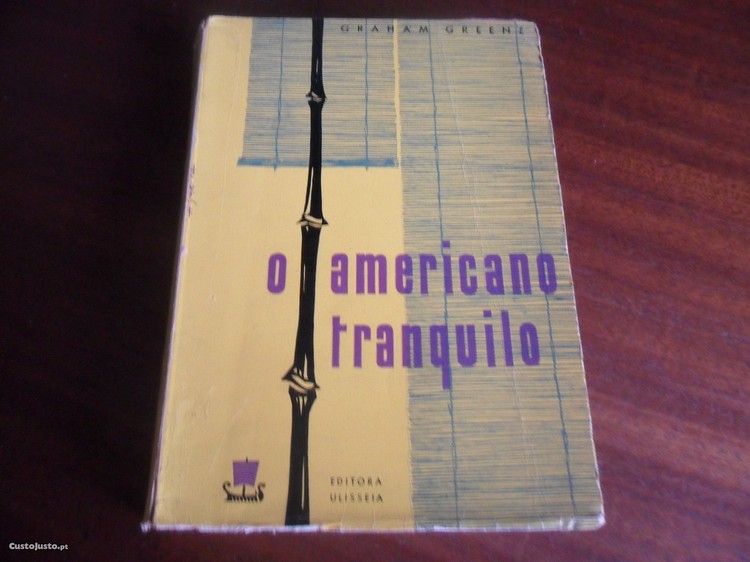 GRAHAM GREENE
o americano
tranquilo
EDITORA
ULISSEIA
CustoJusto.pt